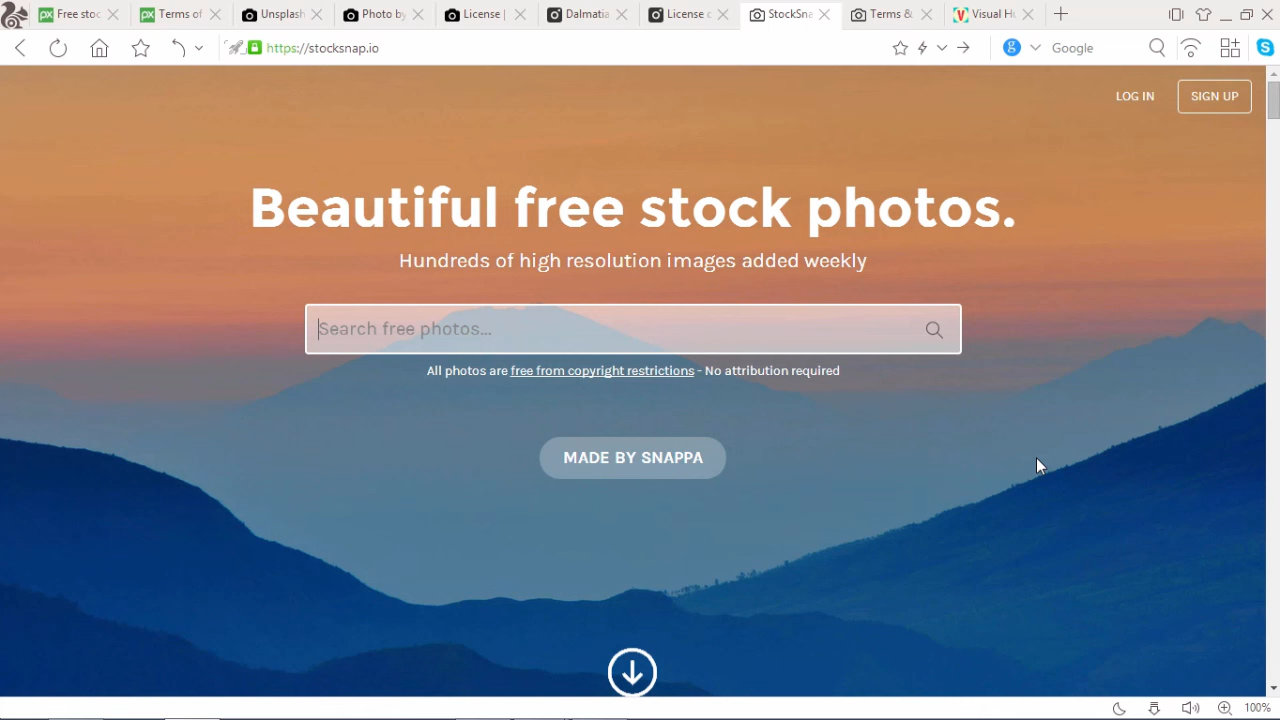 Free stoc
Terms of
Unsplash
Photo by
License |
Dalmatia
License o
StockSna
Terms &
Visual Hu
https://stocksnap.io
Google
LOG IN
SIGN UP
Beautiful free stock photos.
Hundreds of high resolution images added weekly
Search free photos...
All photos are free from copyright restrictions - No attribution required
MADE BY SNAPPA
100%